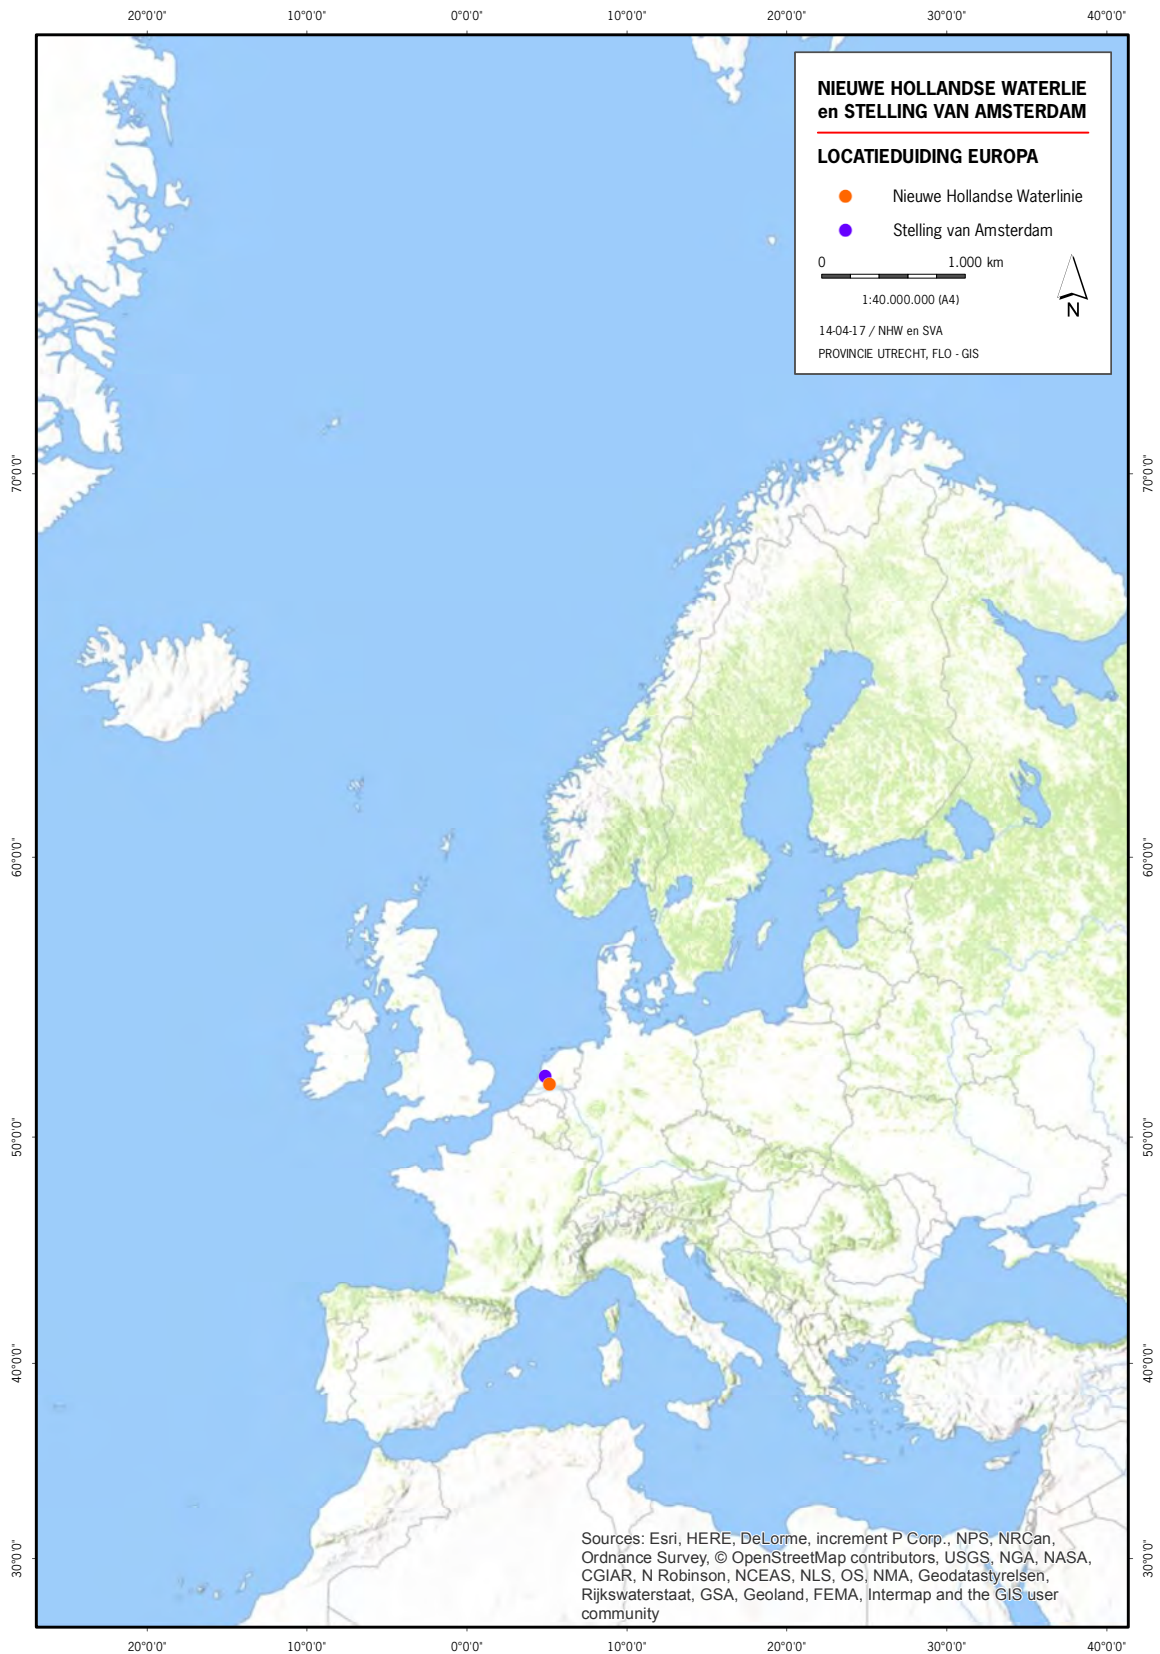 20°0'0" 10°0'0" 0°0'0" 10°0'0" 20°0'0" 30°0'0" 40°0'0"
NIEUWE HOLLANDSE WATERLIE
en STELLING VAN AMSTERDAM
LOCATIEDUIDING EUROPA
Nieuwe Hollandse Waterlinie
Stelling van Amsterdam
0 1.000 km
1:40.000.000 (A4)
N
14-04-17 / NHW en SVA
PROVINCIE UTRECHT, FLO - GIS
70°0'0" 70°0'0"
60°0'0" 60°0'0"
50°0'0" 50°0'0"
40°0'0" 40°0'0"
30°0'0" 30°0'0"
Sources: Esri, HERE, DeLorme, increment P Corp., NPS, NRCan,
Ordnance Survey, © OpenStreetMap contributors, USGS, NGA, NASA,
CGIAR, N Robinson, NCEAS, NLS, OS, NMA, Geodatastyrelsen,
Rijkswaterstaat, GSA, Geoland, FEMA, Intermap and the GIS user
community
20°0'0" 10°0'0" 0°0'0" 10°0'0" 20°0'0" 30°0'0" 40°0'0"